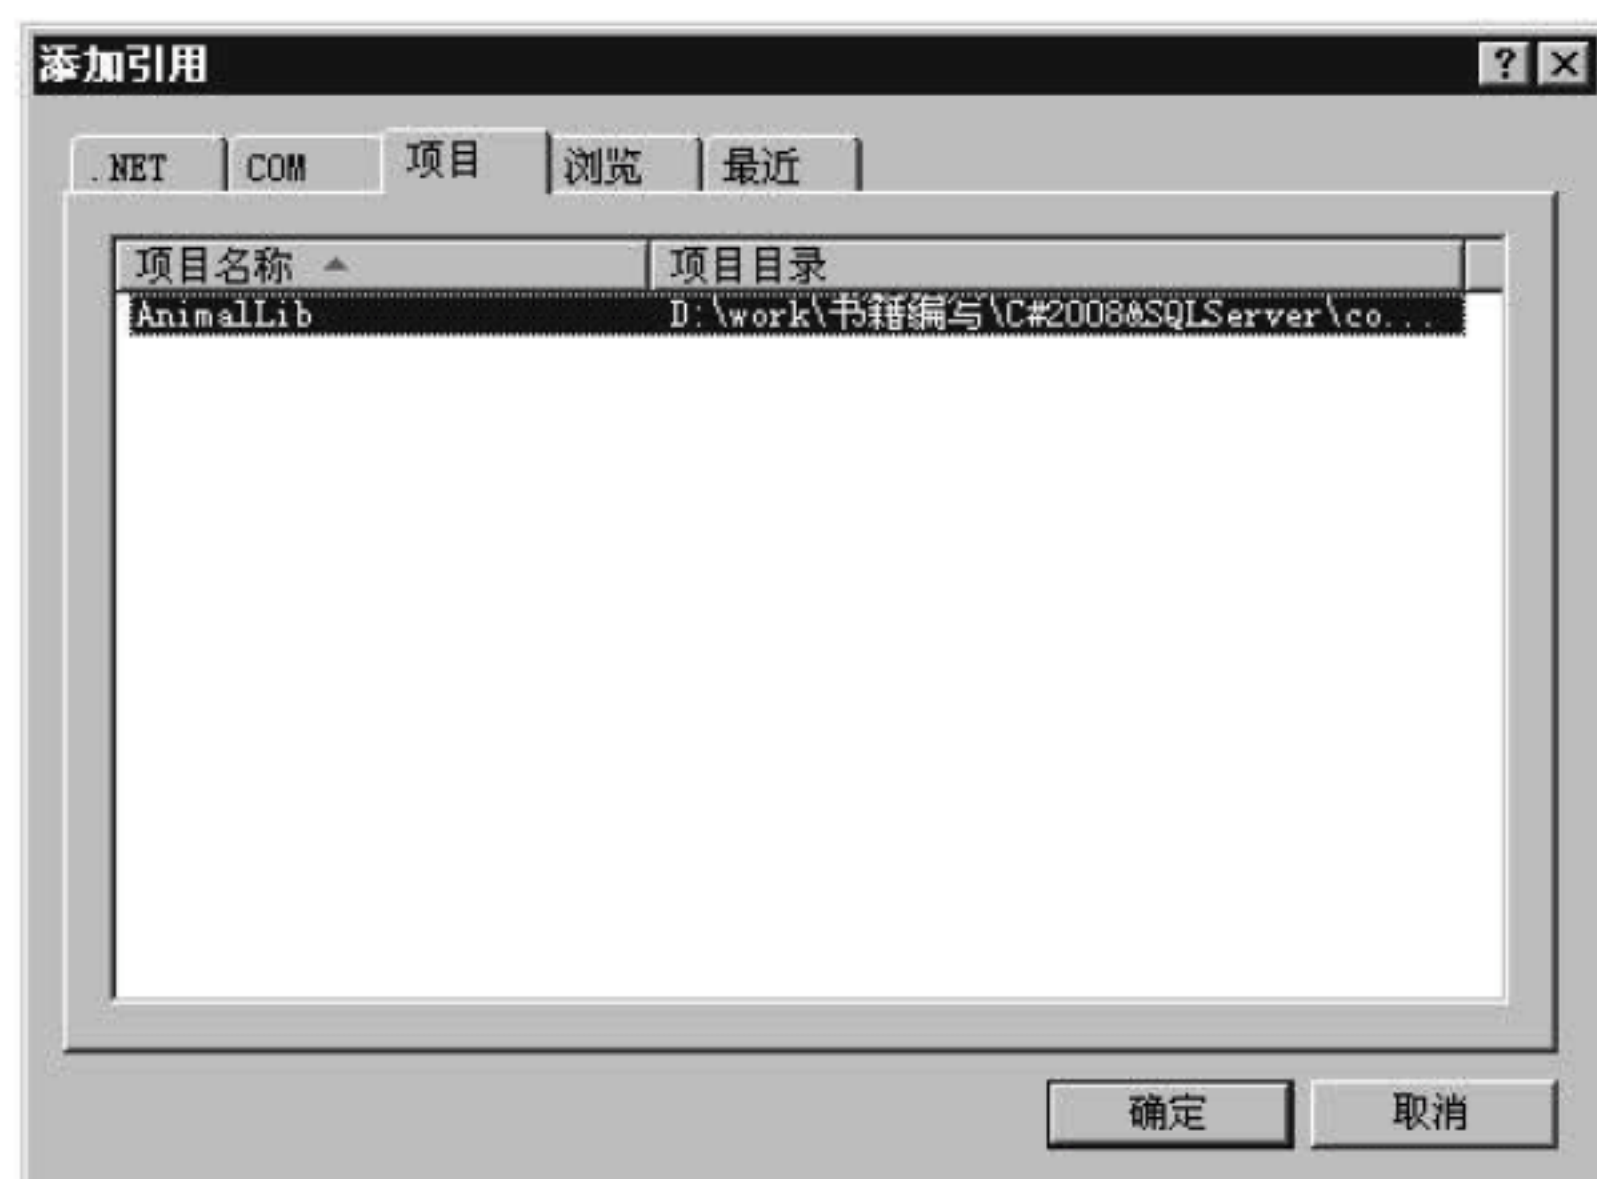 添加引用
.NET COM 项目 浏览 最近
项目名称 项目目录
AnimalLib D:\work\书籍编写\C#2008&SQLServer\co...
确定 取消